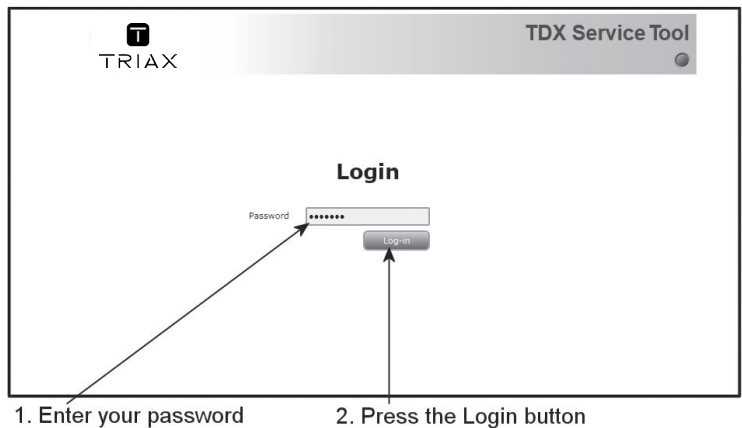 T
TRIAX
TDX Service Tool
Login
Password •••••••
Log-in
1. Enter your password
2. Press the Login button